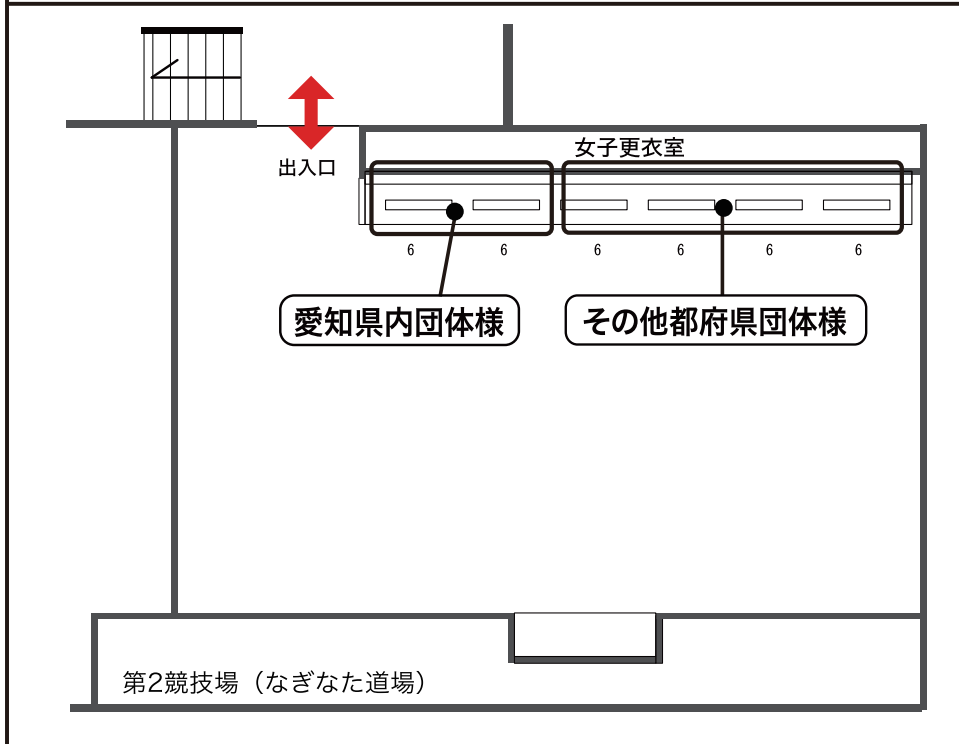 女子更衣室
出入口
6 6 6 6 6 6
愛知県内団体様
その他都府県団体様
第2競技場（なぎなた道場）